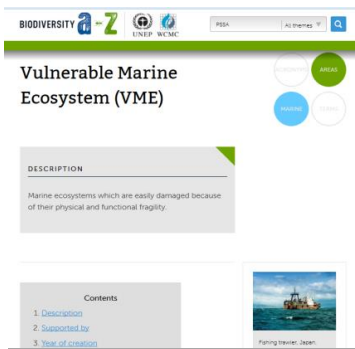 BIODIVERSITY a-Z
UNEP WCMC
PSSA
All themes
Vulnerable Marine
Ecosystem (VME)
AREAS
MARINE
DESCRIPTION
Marine ecosystems which are easily damaged because
of their physical and functional fragility.
Contents
1. Description
2. Supported by
3. Year of creation
Fishing trawler, Japan.